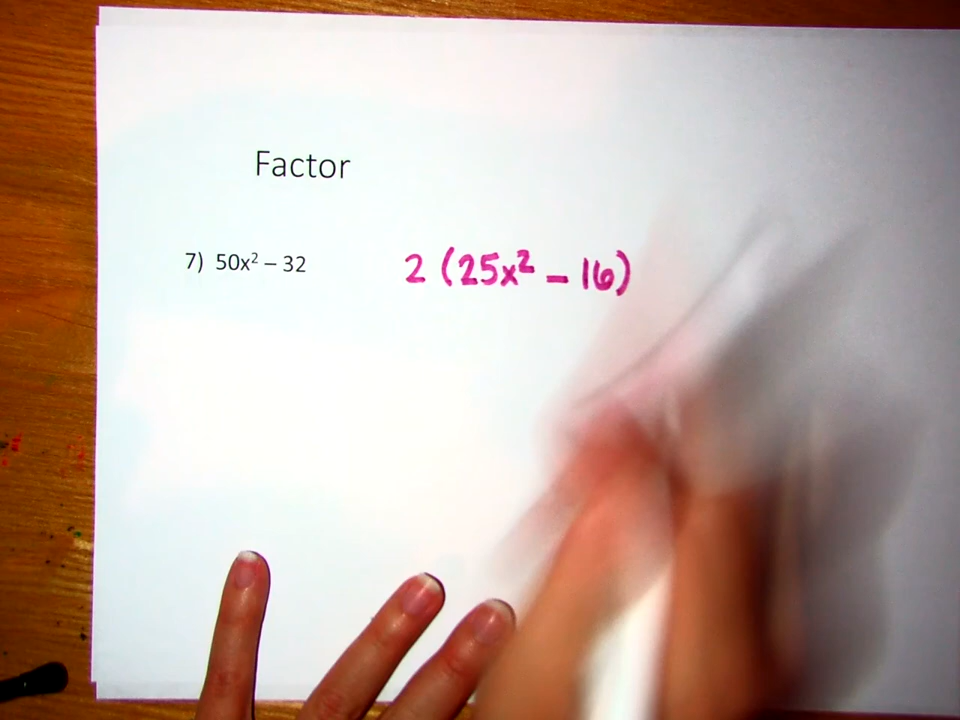 Factor
7) 50x² – 32 2 (25x² – 16)